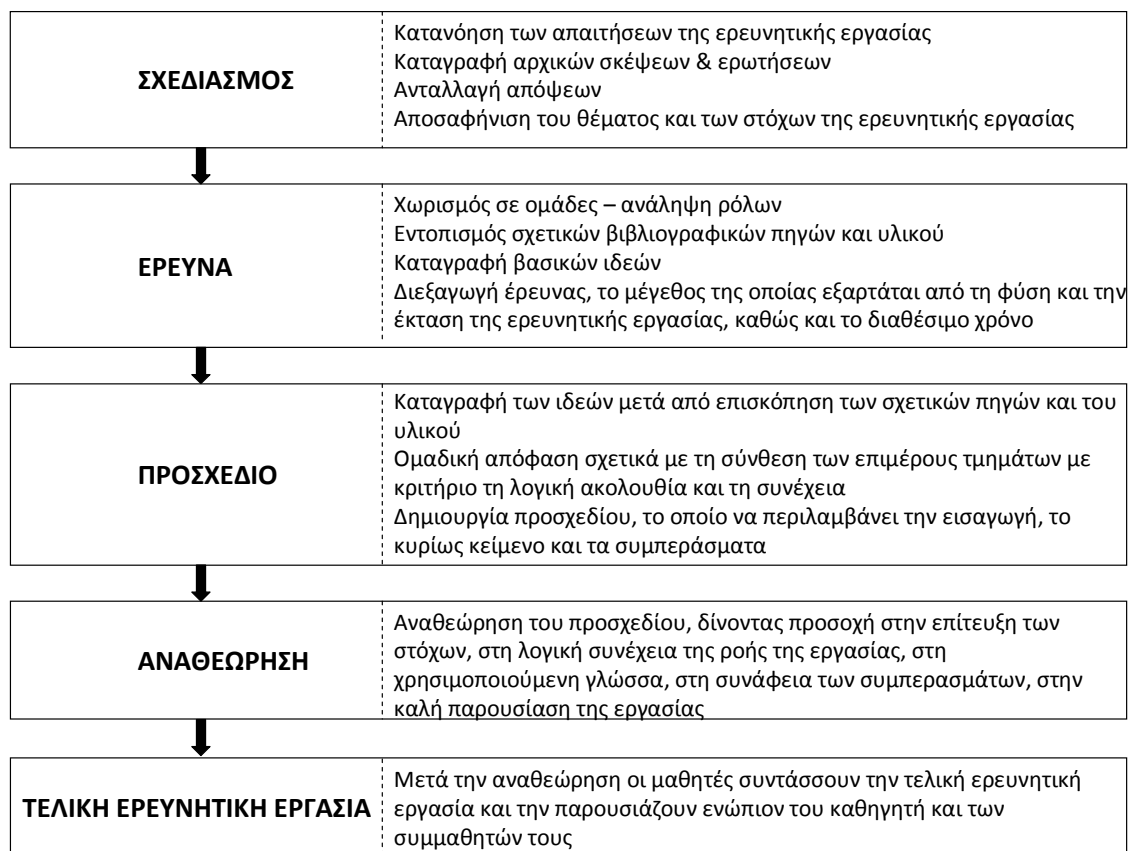 ΣΧΕΔΙΑΣΜΟΣ
Κατανόηση των απαιτήσεων της ερευνητικής εργασίας
Καταγραφή αρχικών σκέψεων & ερωτήσεων
Ανταλλαγή απόψεων
Αποσαφήνιση του θέματος και των στόχων της ερευνητικής εργασίας
ΕΡΕΥΝΑ
Χωρισμός σε ομάδες – ανάληψη ρόλων
Εντοπισμός σχετικών βιβλιογραφικών πηγών και υλικού
Καταγραφή βασικών ιδεών
Διεξαγωγή έρευνας, το μέγεθος της οποίας εξαρτάται από τη φύση και την
έκταση της ερευνητικής εργασίας, καθώς και το διαθέσιμο χρόνο
ΠΡΟΣΧΕΔΙΟ
Καταγραφή των ιδεών μετά από επισκόπηση των σχετικών πηγών και του
υλικού
Ομαδική απόφαση σχετικά με τη σύνθεση των επιμέρους τμημάτων με
κριτήριο τη λογική ακολουθία και τη συνέχεια
Δημιουργία προσχεδίου, το οποίο να περιλαμβάνει την εισαγωγή, το
κυρίως κείμενο και τα συμπεράσματα
ΑΝΑΘΕΩΡΗΣΗ
Αναθεώρηση του προσχεδίου, δίνοντας προσοχή στην επίτευξη των
στόχων, στη λογική συνέχεια της ροής της εργασίας, στη
χρησιμοποιούμενη γλώσσα, στη συνάφεια των συμπερασμάτων, στην
καλή παρουσίαση της εργασίας
ΤΕΛΙΚΗ ΕΡΕΥΝΗΤΙΚΗ ΕΡΓΑΣΙΑ
Μετά την αναθεώρηση οι μαθητές συντάσσουν την τελική ερευνητική
εργασία και την παρουσιάζουν ενώπιον του καθηγητή και των
συμμαθητών τους